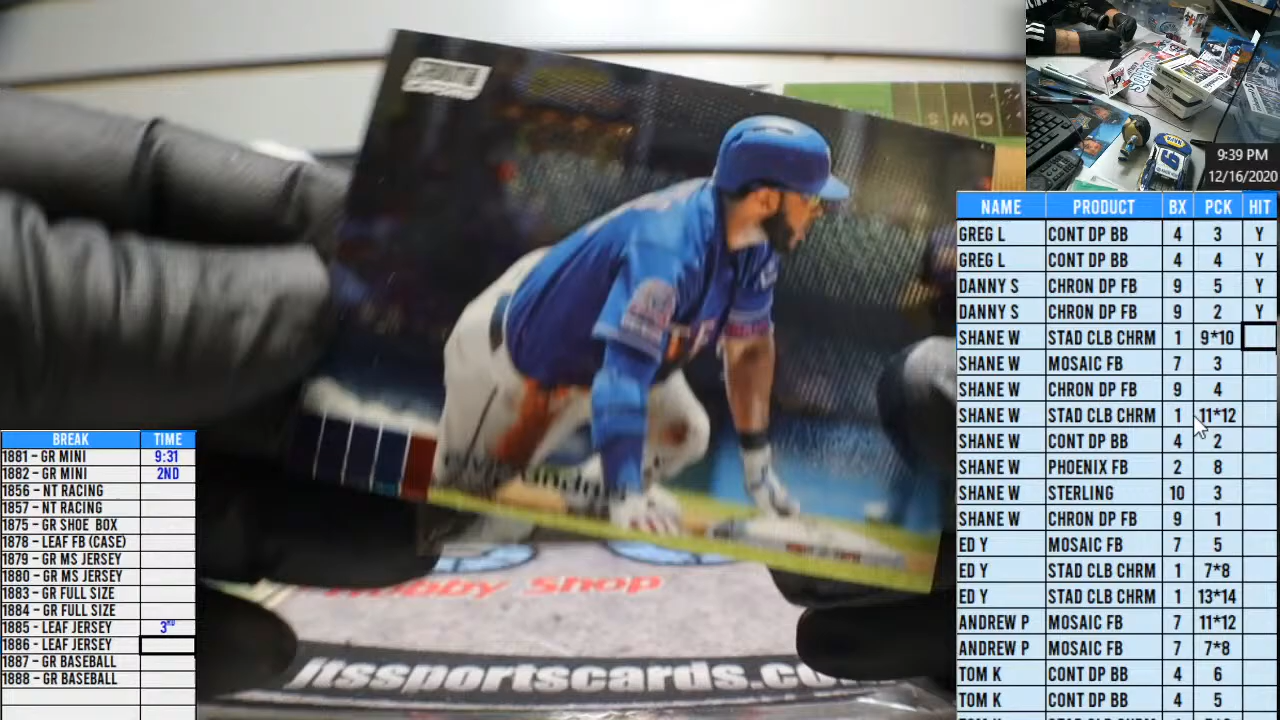 9:39 PM
12/16/2020
NAME PRODUCT BX PCK HIT
GREG L CONT DP BB 4 3 Y
GREG L CONT DP BB 4 4 Y
DANNY S CHRON DP FB 9 5 Y
DANNY S CHRON DP FB 9 2 Y
SHANE W STAD CLB CHRM 1 9*10
SHANE W MOSAIC FB 7 3
SHANE W CHRON DP FB 9 4
SHANE W STAD CLB CHRM 1 11*12
SHANE W CONT DP BB 4 2
SHANE W PHOENIX FB 2 8
SHANE W STERLING 10 3
SHANE W CHRON DP FB 9 1
ED Y MOSAIC FB 7 5
ED Y STAD CLB CHRM 1 7*8
ED Y STAD CLB CHRM 1 13*14
ANDREW P MOSAIC FB 7 11*12
ANDREW P MOSAIC FB 7 7*8
TOM K CONT DP BB 4 6
TOM K CONT DP BB 4 5
BREAK TIME
1881 - GR MINI 9:31
1882 - GR MINI 2ND
1856 - NT RACING
1857 - NT RACING
1875 - GR SHOE BOX
1878 - LEAF FB (CASE)
1879 - GR MS JERSEY
1880 - GR MS JERSEY
1883 - GR FULL SIZE
1884 - GR FULL SIZE
1885 - LEAF JERSEY 3RD
1886 - LEAF JERSEY
1887 - GR BASEBALL
1888 - GR BASEBALL
Hobby Shop
jtssportscards.co